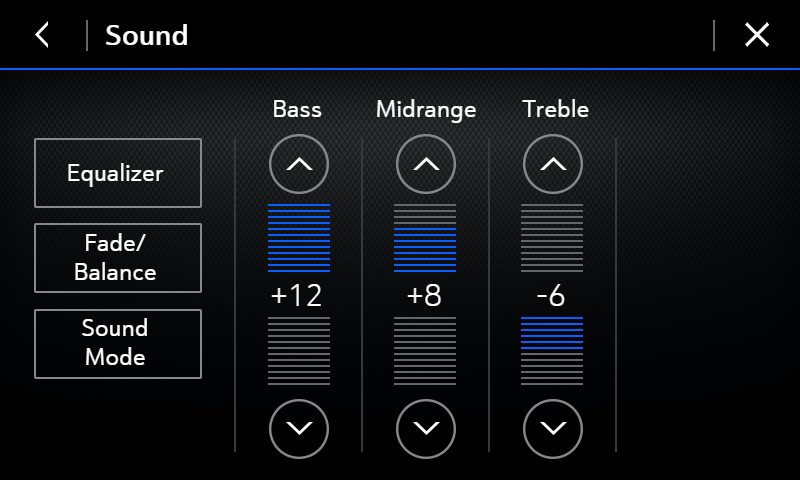 Sound
Bass Midrange Treble
Equalizer
Fade/
Balance
+12 +8 -6
Sound
Mode